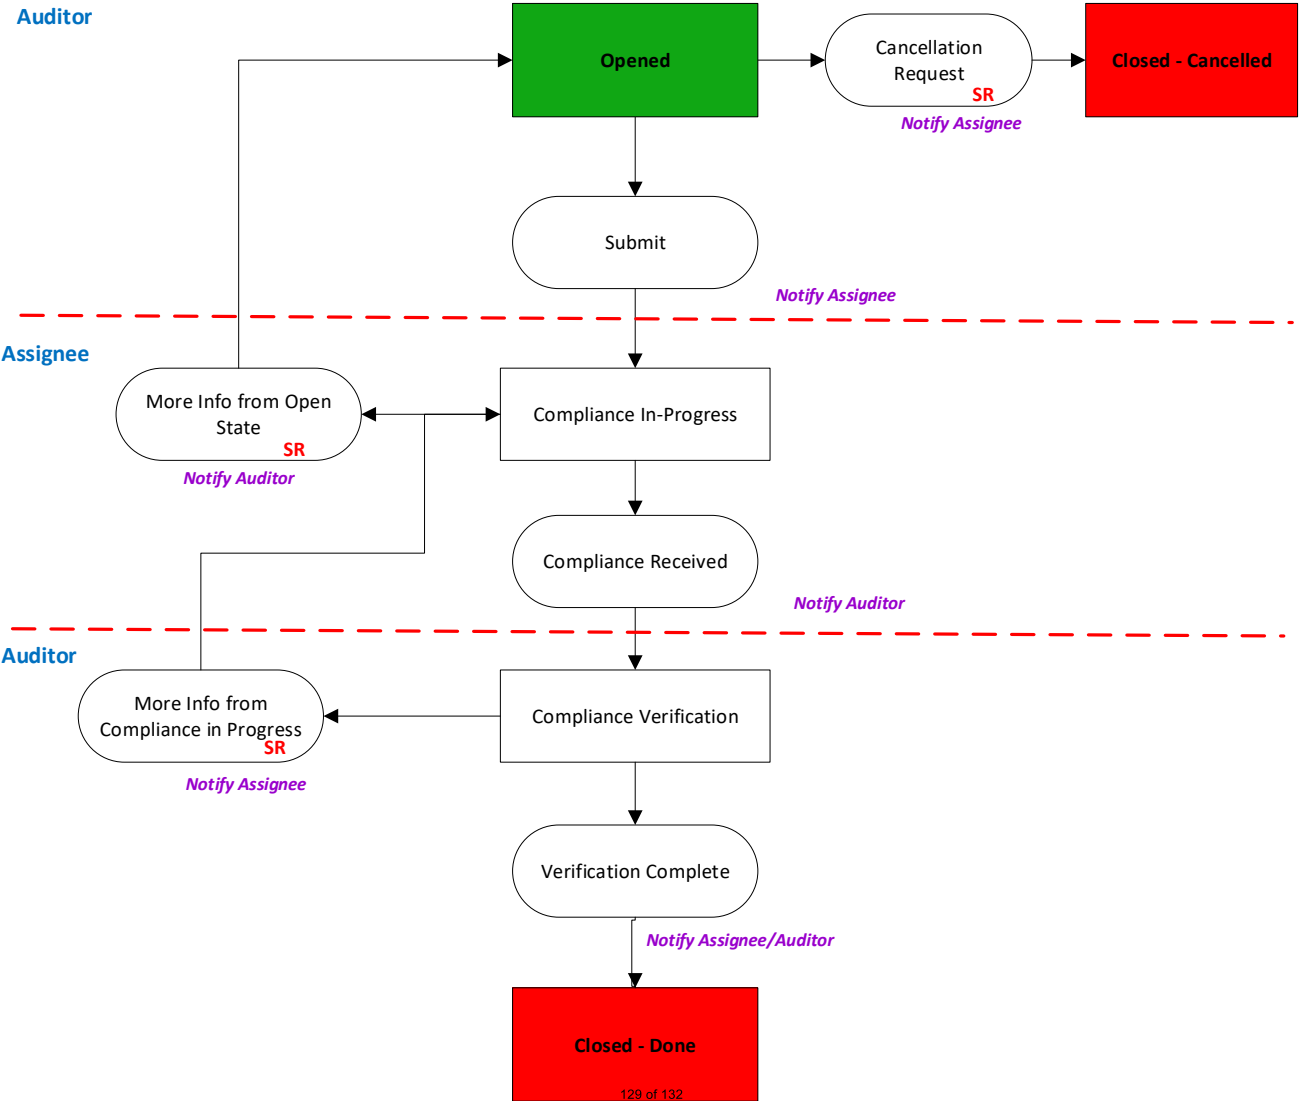 Auditor
Opened
Cancellation
Request
SR
Closed - Cancelled
Notify Assignee
Submit
Notify Assignee
Assignee
More Info from Open
State
SR
Notify Auditor
Compliance In-Progress
Compliance Received
Notify Auditor
Auditor
More Info from
Compliance in Progress
SR
Notify Assignee
Compliance Verification
Verification Complete
Notify Assignee/Auditor
Closed - Done
129 of 132